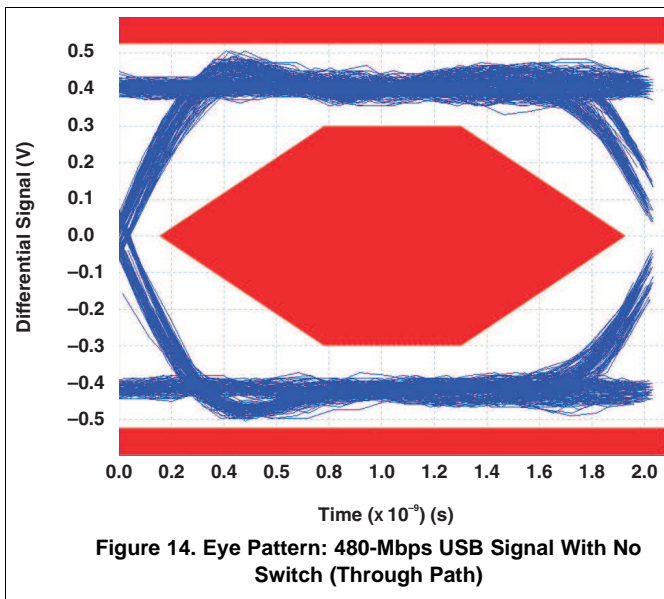 0.5
0.4
0.3
0.2
0.1
0.0
–0.1
–0.2
–0.3
–0.4
–0.5
Differential Signal (V)
0.0 0.2 0.4 0.5 0.8 1.0 1.2 1.4 1.6 1.8 2.0
Time (x 10⁻⁹) (s)
Figure 14. Eye Pattern: 480-Mbps USB Signal With No
Switch (Through Path)